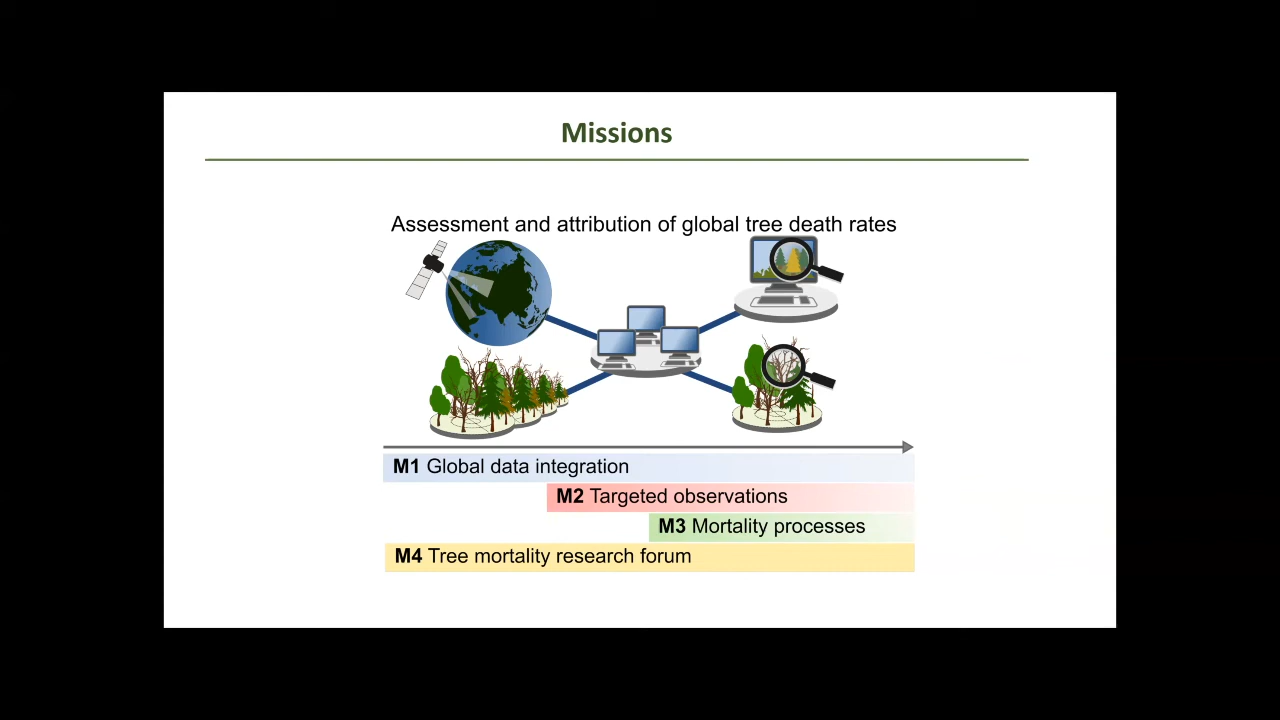 Missions
Assessment and attribution of global tree death rates
M1 Global data integration
M2 Targeted observations
M3 Mortality processes
M4 Tree mortality research forum